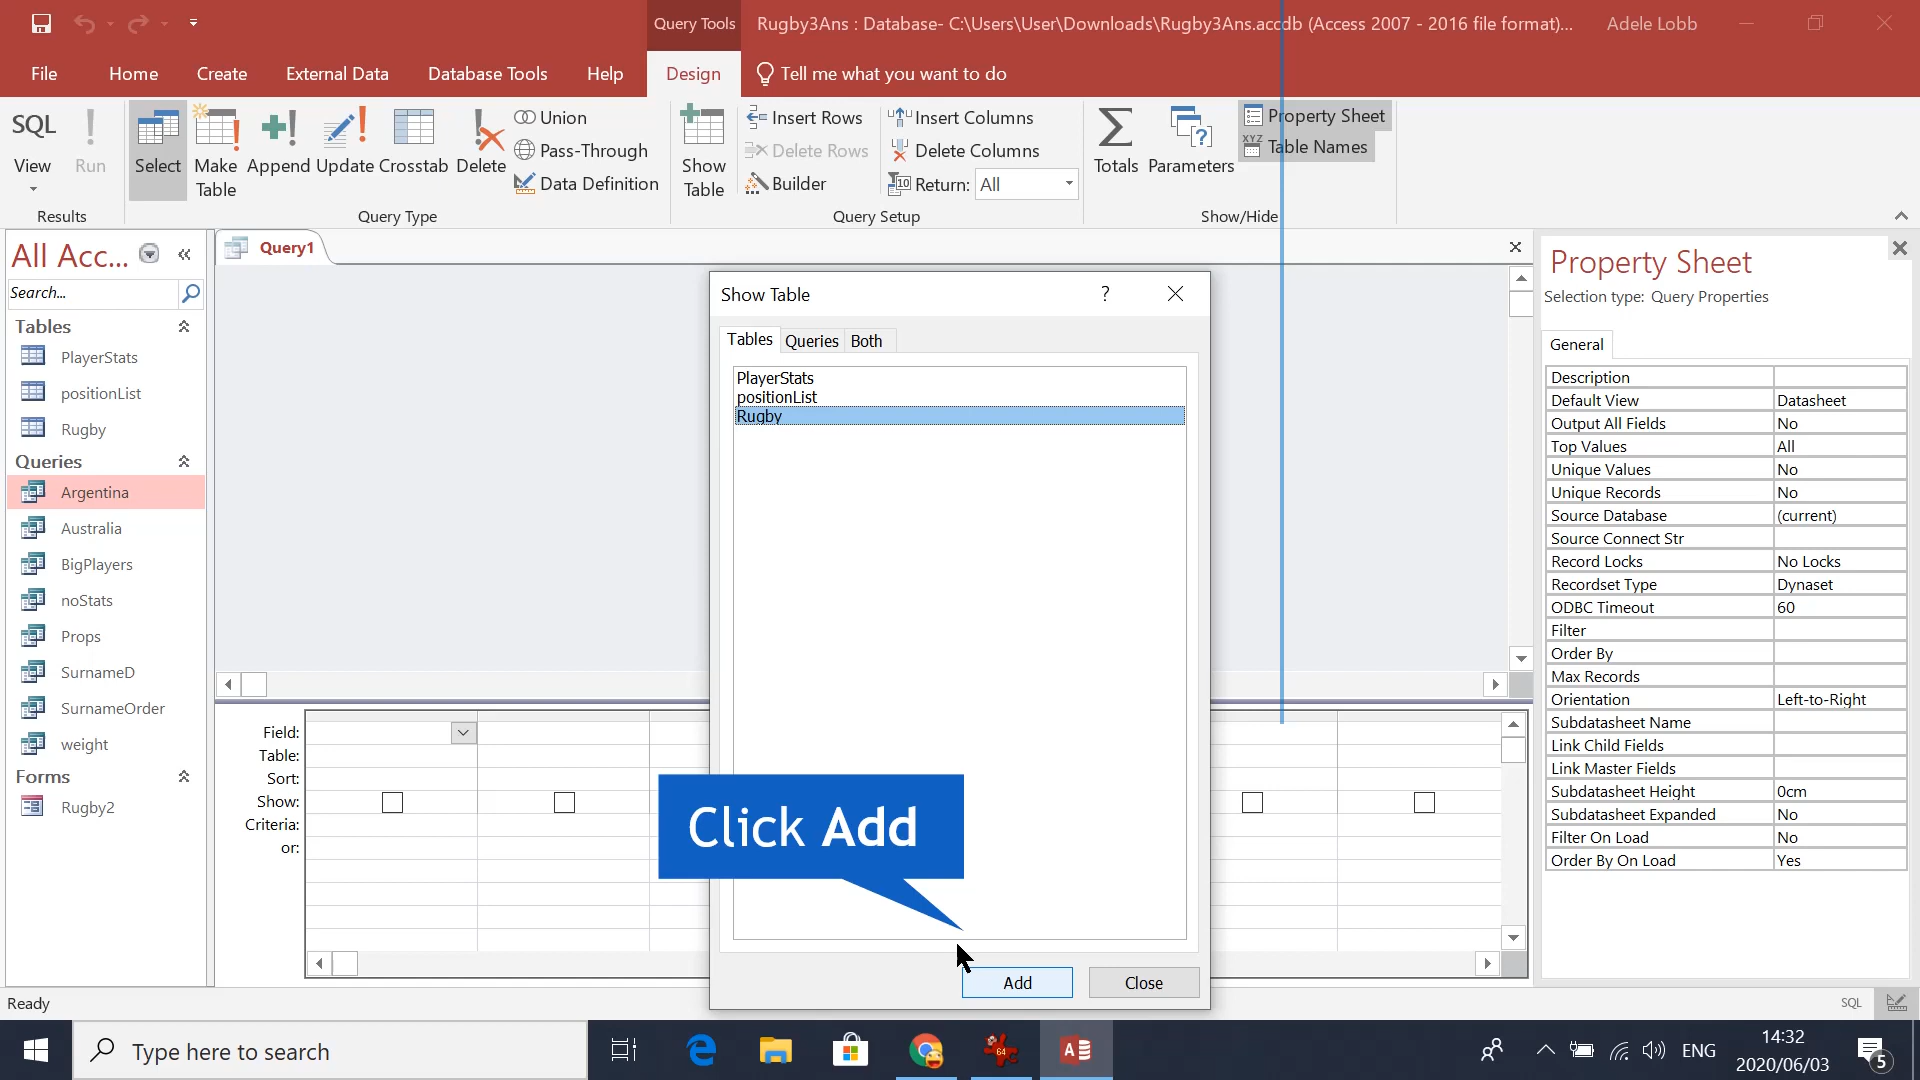 Query Tools
Rugby3Ans : Database- C:\Users\User\Downloads\Rugby3Ans.accdb (Access 2007 - 2016 file format)...
Adele Lobb
File
Home
Create
External Data
Database Tools
Help
Design
Tell me what you want to do
SQL
View
Run
Select
Make
Table
Append
Update
Crosstab
Delete
Union
Pass-Through
Data Definition
Show
Table
Insert Rows
Delete Rows
Builder
Insert Columns
Delete Columns
Return:
All
Totals
Parameters
Property Sheet
Table Names
Results
Query Type
Query Setup
Show/Hide
All Acc...
Search...
Tables
PlayerStats
positionList
Rugby
Queries
Argentina
Australia
BigPlayers
noStats
Props
SurnameD
SurnameOrder
weight
Forms
Rugby2
Query1
Show Table
?
Tables
Queries
Both
PlayerStats
positionList
Rugby
Add
Close
Click Add
Field:
Table:
Sort:
Show:
Criteria:
or:
Property Sheet
Selection type: Query Properties
General
Description
Default View Datasheet
Output All Fields No
Top Values All
Unique Values No
Unique Records No
Source Database (current)
Source Connect Str
Record Locks No Locks
Recordset Type Dynaset
ODBC Timeout 60
Filter
Order By
Max Records
Orientation Left-to-Right
Subdatasheet Name
Link Child Fields
Link Master Fields
Subdatasheet Height 0cm
Subdatasheet Expanded No
Filter On Load No
Order By On Load Yes
Ready
SQL
Type here to search
64
ENG
14:32
2020/06/03
5